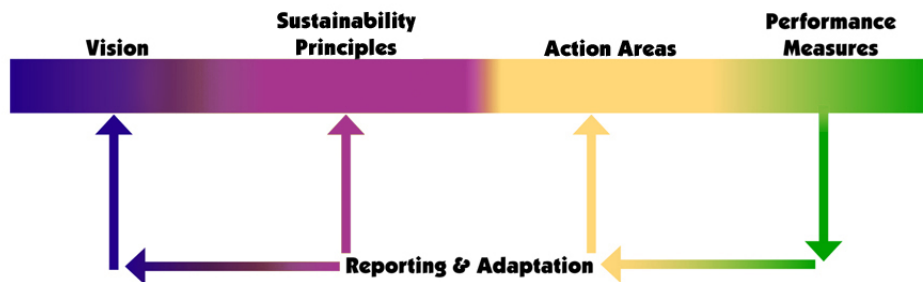 Vision
Sustainability
Principles
Action Areas
Performance
Measures
Reporting & Adaptation